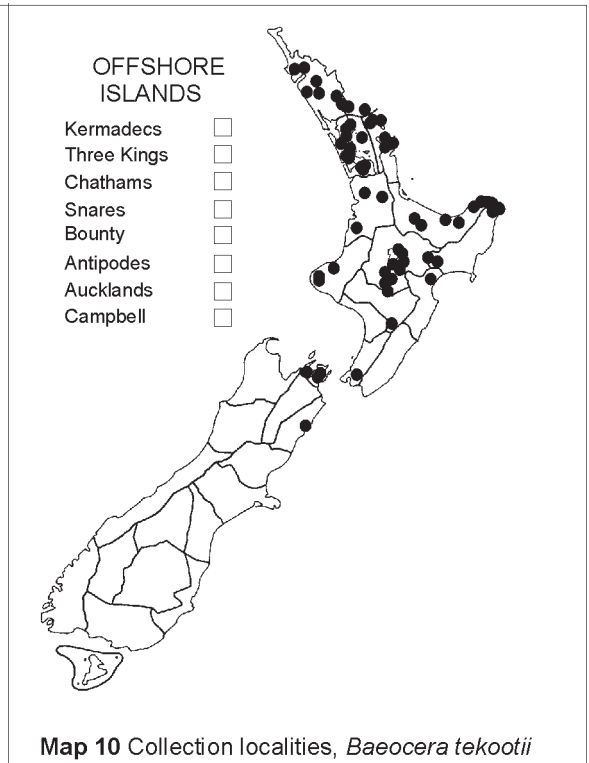 OFFSHORE
ISLANDS
Kermadecs
Three Kings
Chathams
Snares
Bounty
Antipodes
Aucklands
Campbell
Map 10 Collection localities, Baeocera tekootii